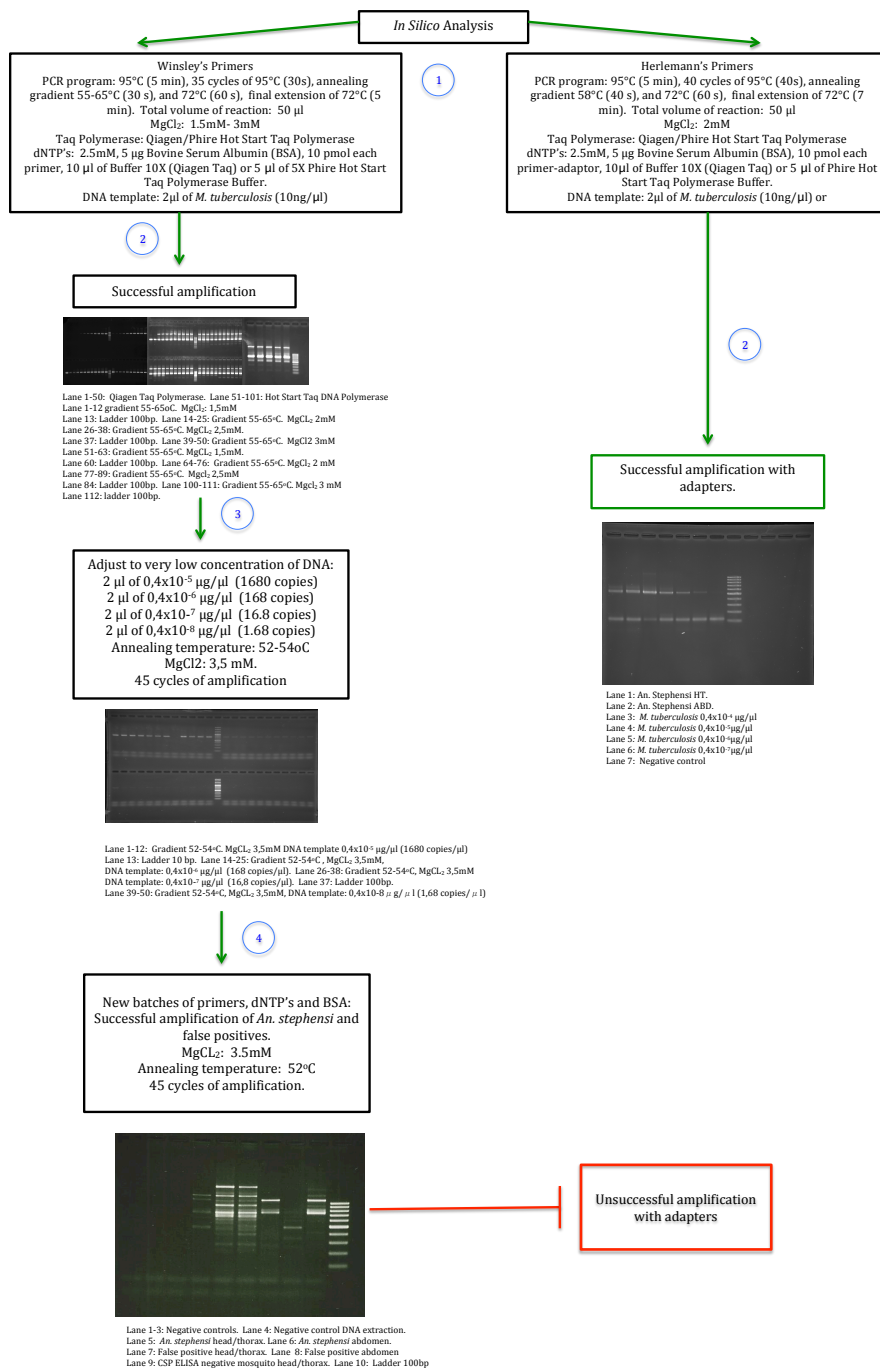 In Silico Analysis
Winsley's Primers
PCR program: 95°C (5 min), 35 cycles of 95°C (30s), annealing
gradient 55-65°C (30 s), and 72°C (60 s), final extension of 72°C (5
min). Total volume of reaction: 50 μl
MgCl₂: 1.5mM- 3mM
Taq Polymerase: Qiagen/Phire Hot Start Taq Polymerase
dNTP's: 2.5mM, 5 μg Bovine Serum Albumin (BSA), 10 pmol each
primer, 10 μl of Buffer 10X (Qiagen Taq) or 5 μl of 5X Phire Hot Start
Taq Polymerase Buffer.
DNA template: 2μl of M. tuberculosis (10ng/μl)
1
Herlemann's Primers
PCR program: 95°C (5 min), 40 cycles of 95°C (40s), annealing
gradient 58°C (40 s), and 72°C (60 s), final extension of 72°C (7
min). Total volume of reaction: 50 μl
MgCl₂: 2mM
Taq Polymerase: Qiagen/Phire Hot Start Taq Polymerase
dNTP's: 2.5mM, 5 μg Bovine Serum Albumin (BSA), 10 pmol each
primer-adaptor, 10μl of Buffer 10X (Qiagen Taq) or 5 μl of Phire Hot
Start Taq Polymerase Buffer.
DNA template: 2μl of M. tuberculosis (10ng/μl) or
2
Successful amplification
Lane 1-50: Qiagen Taq Polymerase. Lane 51-101: Hot Start Taq DNA Polymerase
Lane 1-12 gradient 55-65oC. MgCl₂: 1,5mM
Lane 13: Ladder 100bp. Lane 14-25: Gradient 55-65ºC. MgCL₂ 2mM
Lane 26-38: Gradient 55-65ºC. MgCL₂ 2,5mM.
Lane 37: Ladder 100bp. Lane 39-50: Gradient 55-65ºC. MgCl2 3mM
Lane 51-63: Gradient 55-65ºC. MgCL₂ 1,5mM.
Lane 60: Ladder 100bp. Lane 64-76: Gradient 55-65ºC. MgCl₂ 2 mM
Lane 77-89: Gradient 55-65ºC. Mgcl₂ 2,5mM
Lane 84: Ladder 100bp. Lane 100-111: Gradient 55-65ºC. Mgcl₂ 3 mM
Lane 112: ladder 100bp.
2
Successful amplification with
adapters.
Lane 1: An. Stephensi HT.
Lane 2: An. Stephensi ABD.
Lane 3: M. tuberculosis 0,4x10⁻⁴ μg/μl
Lane 4: M. tuberculosis 0,4x10⁻⁵μg/μl
Lane 5: M. tuberculosis 0,4x10⁻⁶μg/μl
Lane 6: M. tuberculosis 0,4x10⁻⁷μg/μl
Lane 7: Negative control
3
Adjust to very low concentration of DNA:
2 μl of 0,4x10⁻⁵ μg/μl (1680 copies)
2 μl of 0,4x10⁻⁶ μg/μl (168 copies)
2 μl of 0,4x10-⁷ μg/μl (16.8 copies)
2 μl of 0,4x10⁻⁸ μg/μl (1.68 copies)
Annealing temperature: 52-54oC
MgCl2: 3,5 mM.
45 cycles of amplification
Lane 1-12: Gradient 52-54ºC. MgCL₂ 3,5mM DNA template 0,4x10⁻⁵ μg/μl (1680 copies/μl)
Lane 13: Ladder 10 bp. Lane 14-25: Gradient 52-54ºC , MgCL₂ 3,5mM,
DNA template: 0,4x10⁻⁶ μg/μl (168 copies/μl). Lane 26-38: Gradient 52-54ºC, MgCL₂ 3,5mM
DNA template: 0,4x10-⁷ μg/μl (16,8 copies/μl). Lane 37: Ladder 100bp.
Lane 39-50: Gradient 52-54ºC, MgCL₂ 3,5mM, DNA template: 0,4x10-8 μg/μl (1,68 copies/μl)
4
New batches of primers, dNTP's and BSA:
Successful amplification of An. stephensi and
false positives.
MgCL₂: 3.5mM
Annealing temperature: 52ºC
45 cycles of amplification.
Unsuccessful amplification
with adapters
Lane 1-3: Negative controls. Lane 4: Negative control DNA extraction.
Lane 5: An. stephensi head/thorax. Lane 6: An. stephensi abdomen.
Lane 7: False positive head/thorax. Lane 8: False positive abdomen
Lane 9: CSP ELISA negative mosquito head/thorax. Lane 10: Ladder 100bp